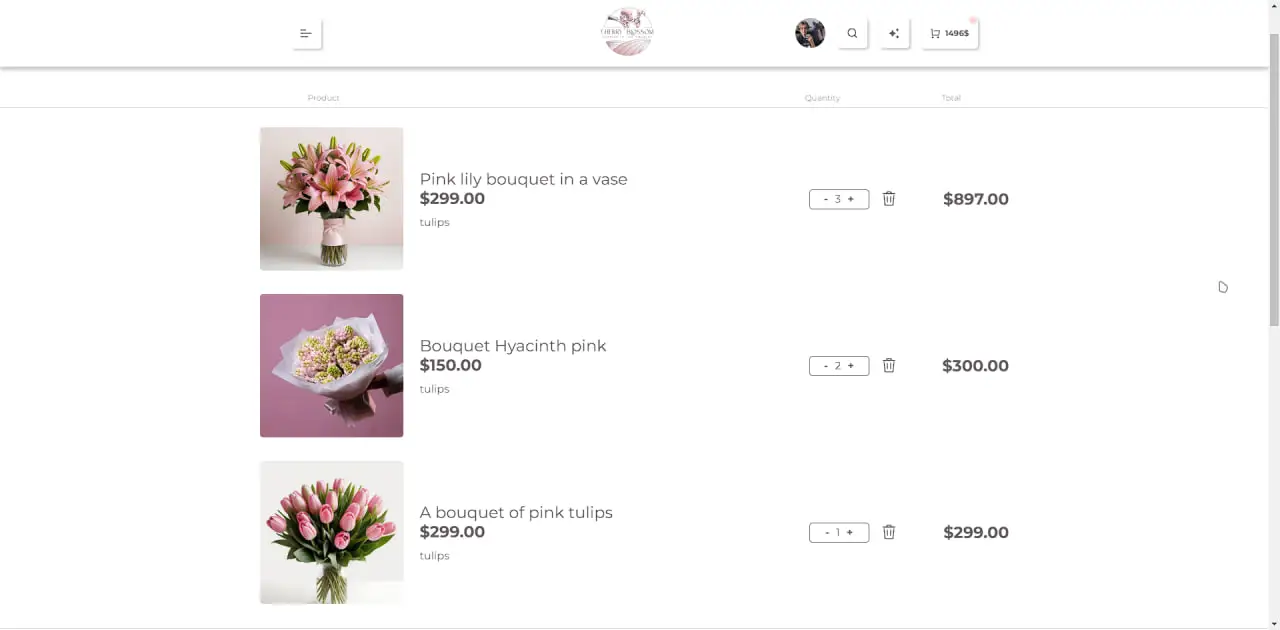 CHERRY BLOSSOM
1496$
Product
Quantity
Total
Pink lily bouquet in a vase
$299.00
tulips
- 3 +
$897.00
Bouquet Hyacinth pink
$150.00
tulips
- 2 +
$300.00
A bouquet of pink tulips
$299.00
tulips
- 1 +
$299.00